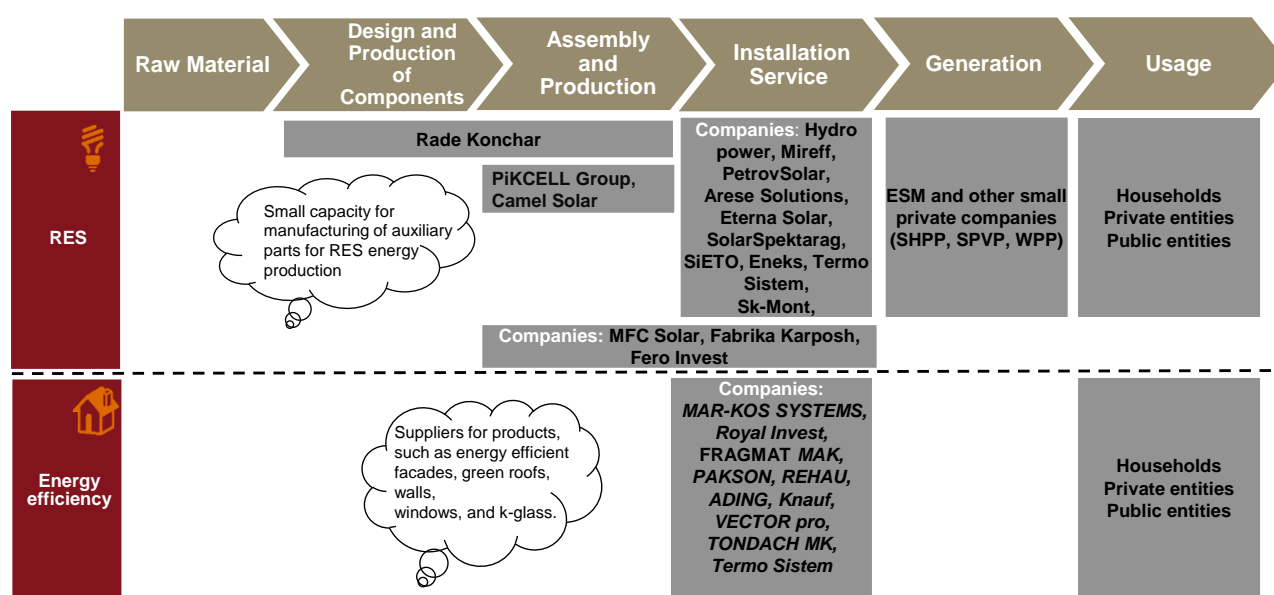 Raw Material
Design and
Production
of
Components
Assembly
and
Production
Installation
Service
Generation
Usage
RES
Rade Konchar
Small capacity for
manufacturing of auxiliary
parts for RES energy
production
PiKCELL Group,
Camel Solar
Companies: Hydro
power, Mireff,
PetrovSolar,
Arese Solutions,
Eterna Solar,
SolarSpektarag,
SiETO, Eneks, Termo
Sistem,
Sk-Mont,
ESM and other small
private companies
(SHPP, SPVP, WPP)
Households
Private entities
Public entities
Companies: MFC Solar, Fabrika Karposh,
Fero Invest
Energy
efficiency
Suppliers for products,
such as energy efficient
facades, green roofs,
walls,
windows, and k-glass.
Companies:
MAR-KOS SYSTEMS,
Royal Invest,
FRAGMAT MAK,
PAKSON, REHAU,
ADING, Knauf,
VECTOR pro,
TONDACH MK,
Termo Sistem
Households
Private entities
Public entities